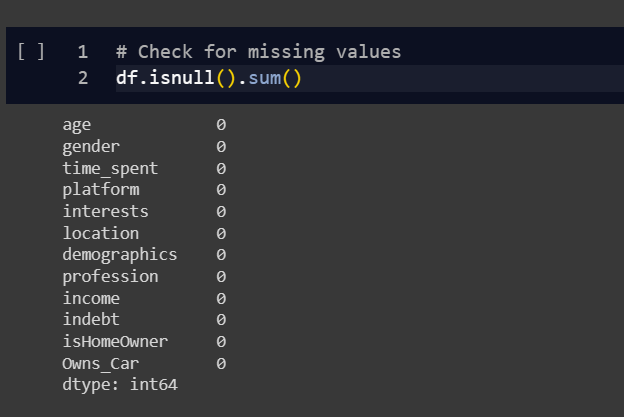 [ ] 1 # Check for missing values
2 df.isnull().sum()
age 0
gender 0
time_spent 0
platform 0
interests 0
location 0
demographics 0
profession 0
income 0
indebt 0
isHomeOwner 0
Owns_Car 0
dtype: int64